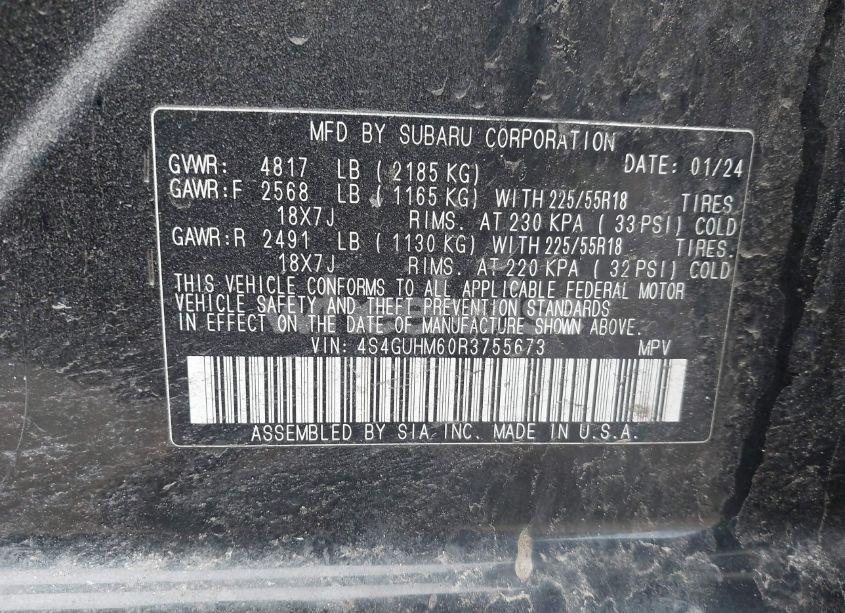 MFD BY SUBARU CORPORATION
GVWR: 4817 LB ( 2185 KG) DATE: 01/24
GAWR:F 2568 LB ( 1165 KG) WITH 225/55R18 TIRES
18X7J RIMS. AT 230 KPA ( 33 PSI) COLD
GAWR:R 2491 LB ( 1130 KG) WITH 225/55R18 TIRES.
18X7J RIMS. AT 220 KPA ( 32 PSI) COLD
THIS VEHICLE CONFORMS TO ALL APPLICABLE FEDERAL MOTOR
VEHICLE SAFETY AND THEFT PREVENTION STANDARDS
IN EFFECT ON THE DATE OF MANUFACTURE SHOWN ABOVE.
VIN: 4S4GUHM60R3755673 MPV
ASSEMBLED BY SIA INC. MADE IN U.S.A.